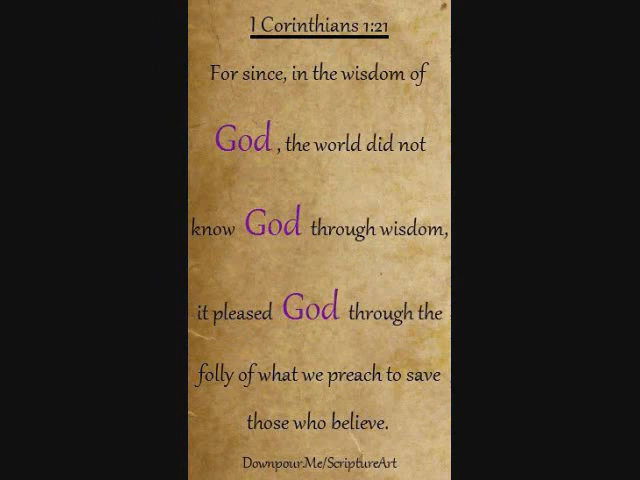 1 Corinthians 1:21
For since, in the wisdom of
God, the world did not
know God through wisdom,
it pleased God through the
folly of what we preach to save
those who believe.
Downpour.Me/ScriptureArt